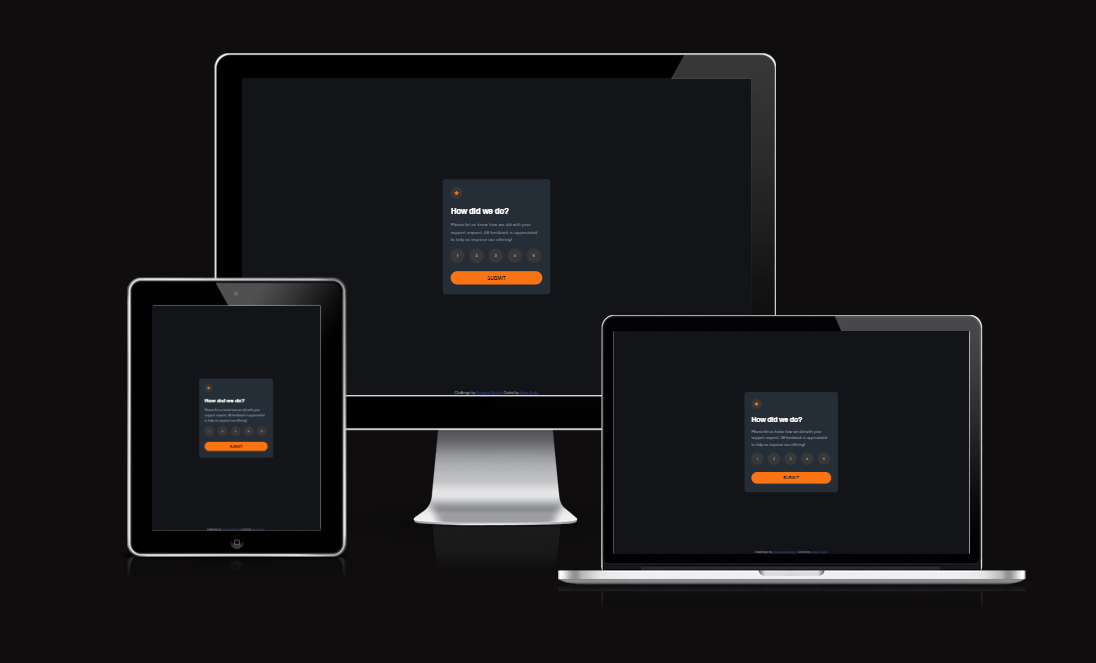 How did we do?
Please let us know how we did with your
support request. All feedback is appreciated
to help us improve our offering!
1 2 3 4 5
SUBMIT
Challenge by Coded by
How did we do?
Please let us know how we did with your
support request. All feedback is appreciated
to help us improve our offering!
1 2 3 4 5
SUBMIT
How did we do?
Please let us know how we did with your
support request. All feedback is appreciated
to help us improve our offering!
1 2 3 4 5
SUBMIT
Challenge by Coded by